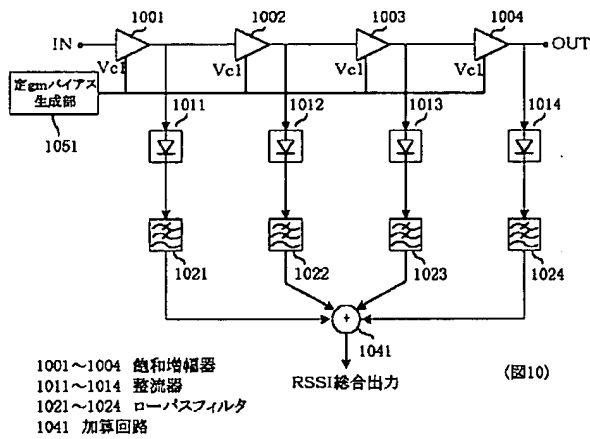 1001
1002
1003
1004
IN
OUT
Vc1
Vc1
Vc1
Vc1
定gmバイアス
生成部
1051
1011
1012
1013
1014
1021
1022
1023
1024
+
1041
RSSI総合出力
(図10)
1001～1004 飽和増幅器
1011～1014 整流器
1021～1024 ローパスフィルタ
1041 加算回路